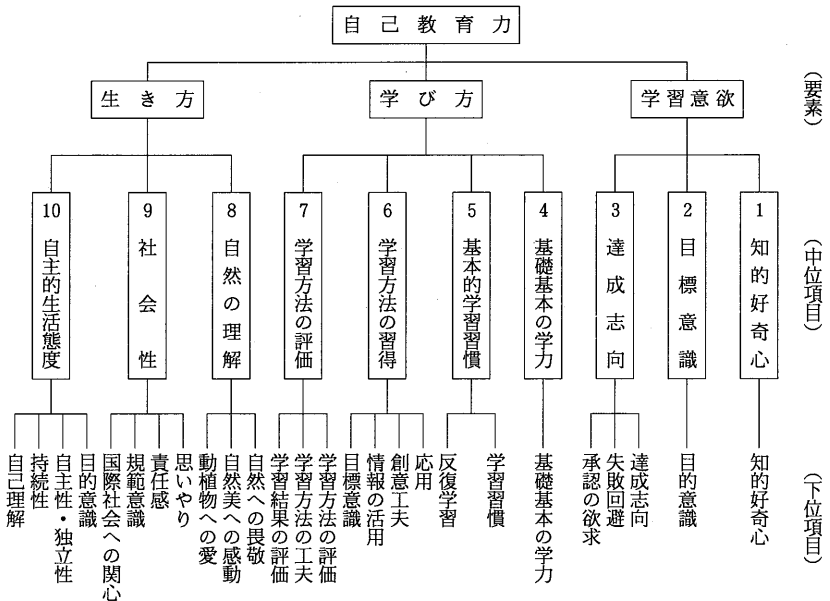 自己教育力
(要素)
学習意欲
学び方
生き方
(中位項目)
1 知的好奇心
2 目標意識
3 達成志向
4 基礎基本の学力
5 基本的学習習慣
6 学習方法の習得
7 学習方法の評価
8 自然の理解
9 社会性
10 自主的生活態度
(下位項目)
知的好奇心
目的意識
達成志向
失敗回避
承認の欲求
基礎基本の学力
学習習慣
反復学習
応用
創意工夫
情報の活用
目標意識
学習方法の評価
学習方法の工夫
学習結果の評価
自然への畏敬
自然美への感動
動植物への愛
思いやり
責任感
規範意識
国際社会への関心
目的意識
自主性・独立性
持続性
自己理解